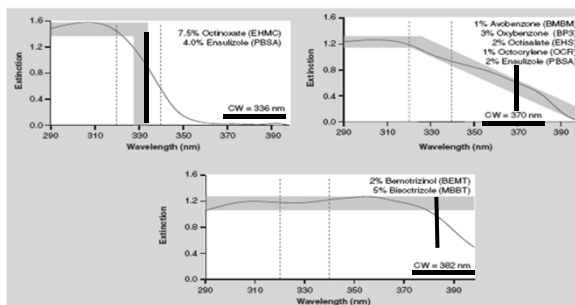 1.6
1.2
0.8
0.4
0.0
Extinction
7.5% Octinoxate (EHMC)
4.0% Ensulizole (PBSA)
CW = 336 nm
290 310 330 350 370 390
Wavelength (nm)
1.6
1.2
0.8
0.4
0.0
Extinction
1% Avobenzone (BMBM)
3% Oxybenzone (BP3)
2% Octisalate (EHS)
1% Octocrylene (OCR)
2% Ensulizole (PBSA)
CW = 370 nm
290 310 330 350 370 390
Wavelength (nm)
1.6
1.2
0.8
0.4
0.0
Extinction
2% Bemotrizinol (BEMT)
5% Bisoctrizole (MBBT)
CW = 382 nm
290 310 330 350 370 390
Wavelength (nm)